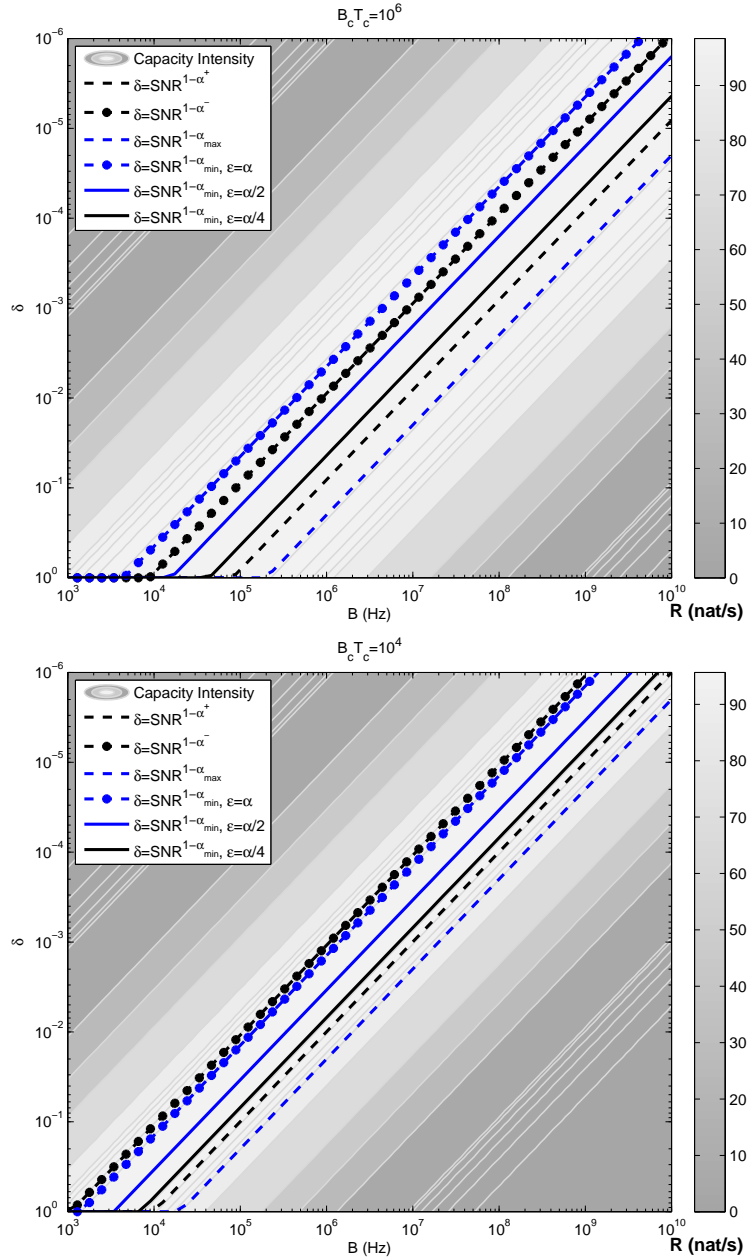 B_cT_c=10^6
10^-6
10^-5
10^-4
10^-3
10^-2
10^-1
10^0
δ
Capacity Intensity
δ=SNR^{1-α^+}
δ=SNR^{1-α^-}
δ=SNR^{1-α_max}
δ=SNR^{1-α_min}, ε=α
δ=SNR^{1-α_min}, ε=α/2
δ=SNR^{1-α_min}, ε=α/4
10^3 10^4 10^5 10^6 10^7 10^8 10^9 10^10
B (Hz)
90
80
70
60
50
40
30
20
10
0
R (nat/s)
B_cT_c=10^4
10^-6
10^-5
10^-4
10^-3
10^-2
10^-1
10^0
δ
Capacity Intensity
δ=SNR^{1-α^+}
δ=SNR^{1-α^-}
δ=SNR^{1-α_max}
δ=SNR^{1-α_min}, ε=α
δ=SNR^{1-α_min}, ε=α/2
δ=SNR^{1-α_min}, ε=α/4
10^3 10^4 10^5 10^6 10^7 10^8 10^9 10^10
B (Hz)
90
80
70
60
50
40
30
20
10
0
R (nat/s)